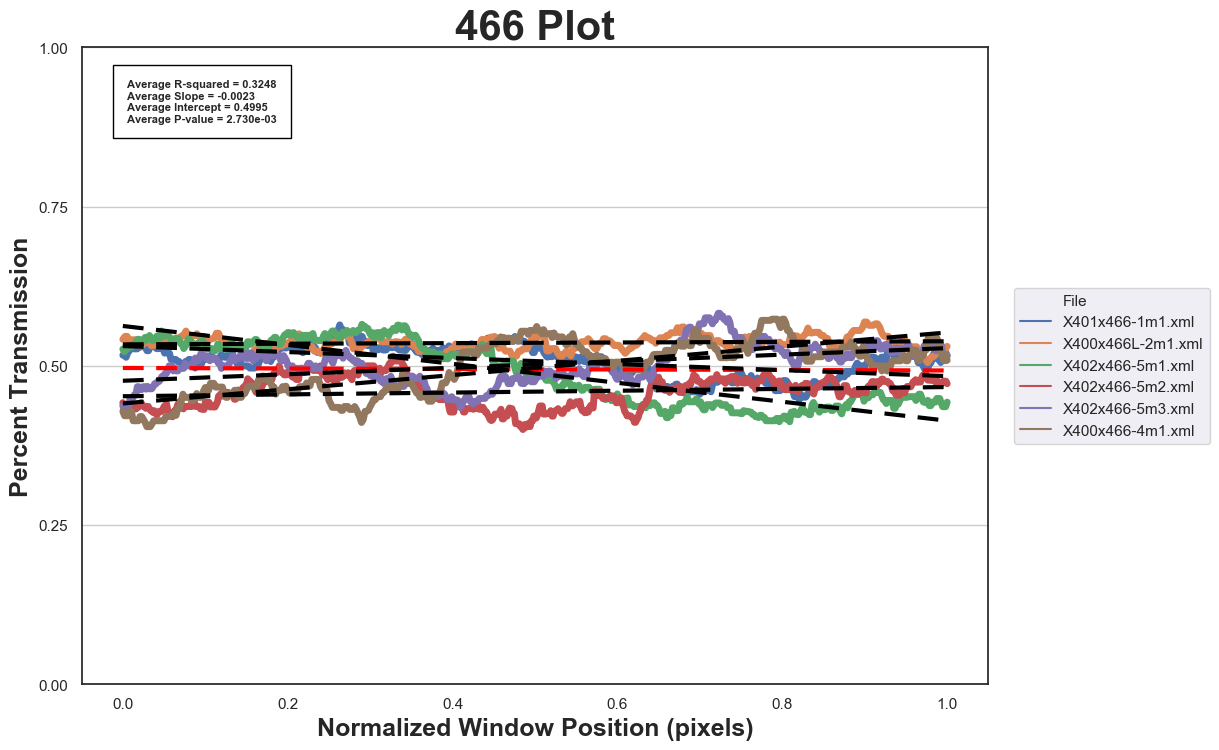 466 Plot
1.00
Average R-squared = 0.3248
Average Slope = -0.0023
Average Intercept = 0.4995
Average P-value = 2.730e-03
0.75
0.50
0.25
0.00
Percent Transmission
0.0 0.2 0.4 0.6 0.8 1.0
Normalized Window Position (pixels)
File
X401x466-1m1.xml
X400x466L-2m1.xml
X402x466-5m1.xml
X402x466-5m2.xml
X402x466-5m3.xml
X400x466-4m1.xml